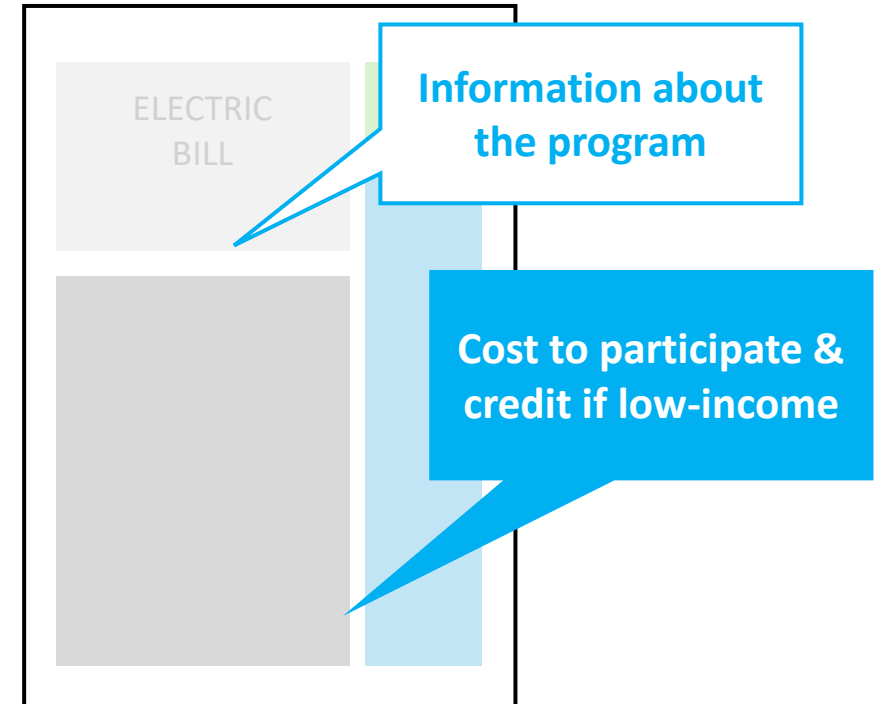 ELECTRIC
BILL
Information about
the program
Cost to participate &
credit if low-income